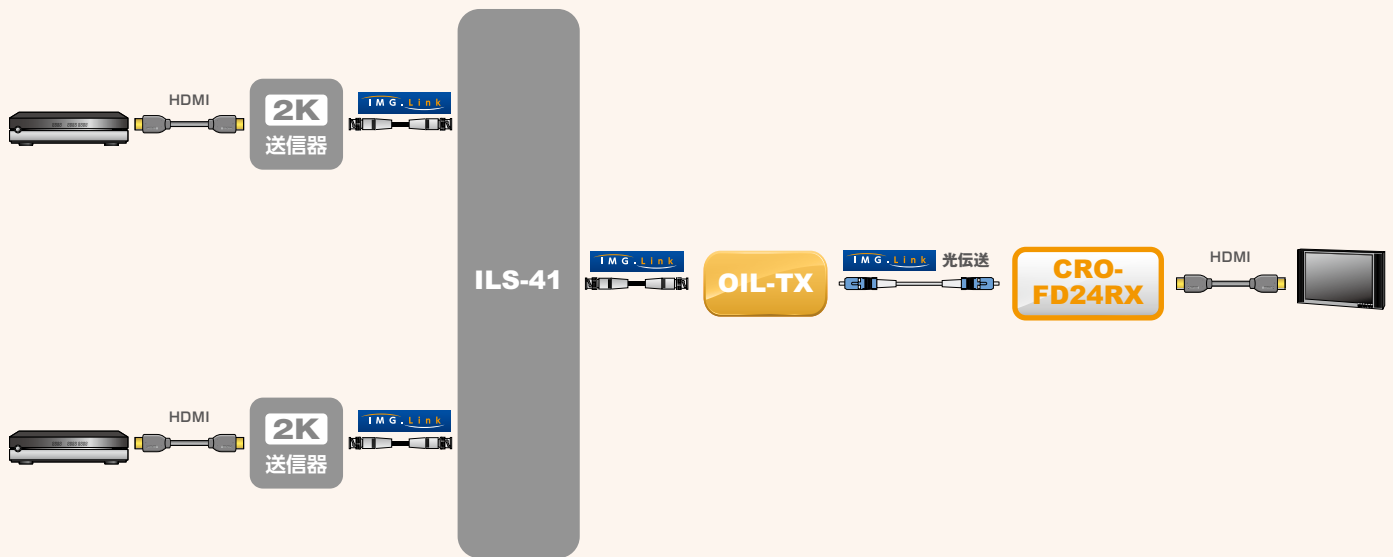 HDMI
2K
送信器
IMG.Link
ILS-41
IMG.Link
OIL-TX
IMG.Link
光伝送
CRO-
FD24RX
HDMI
HDMI
2K
送信器
IMG.Link